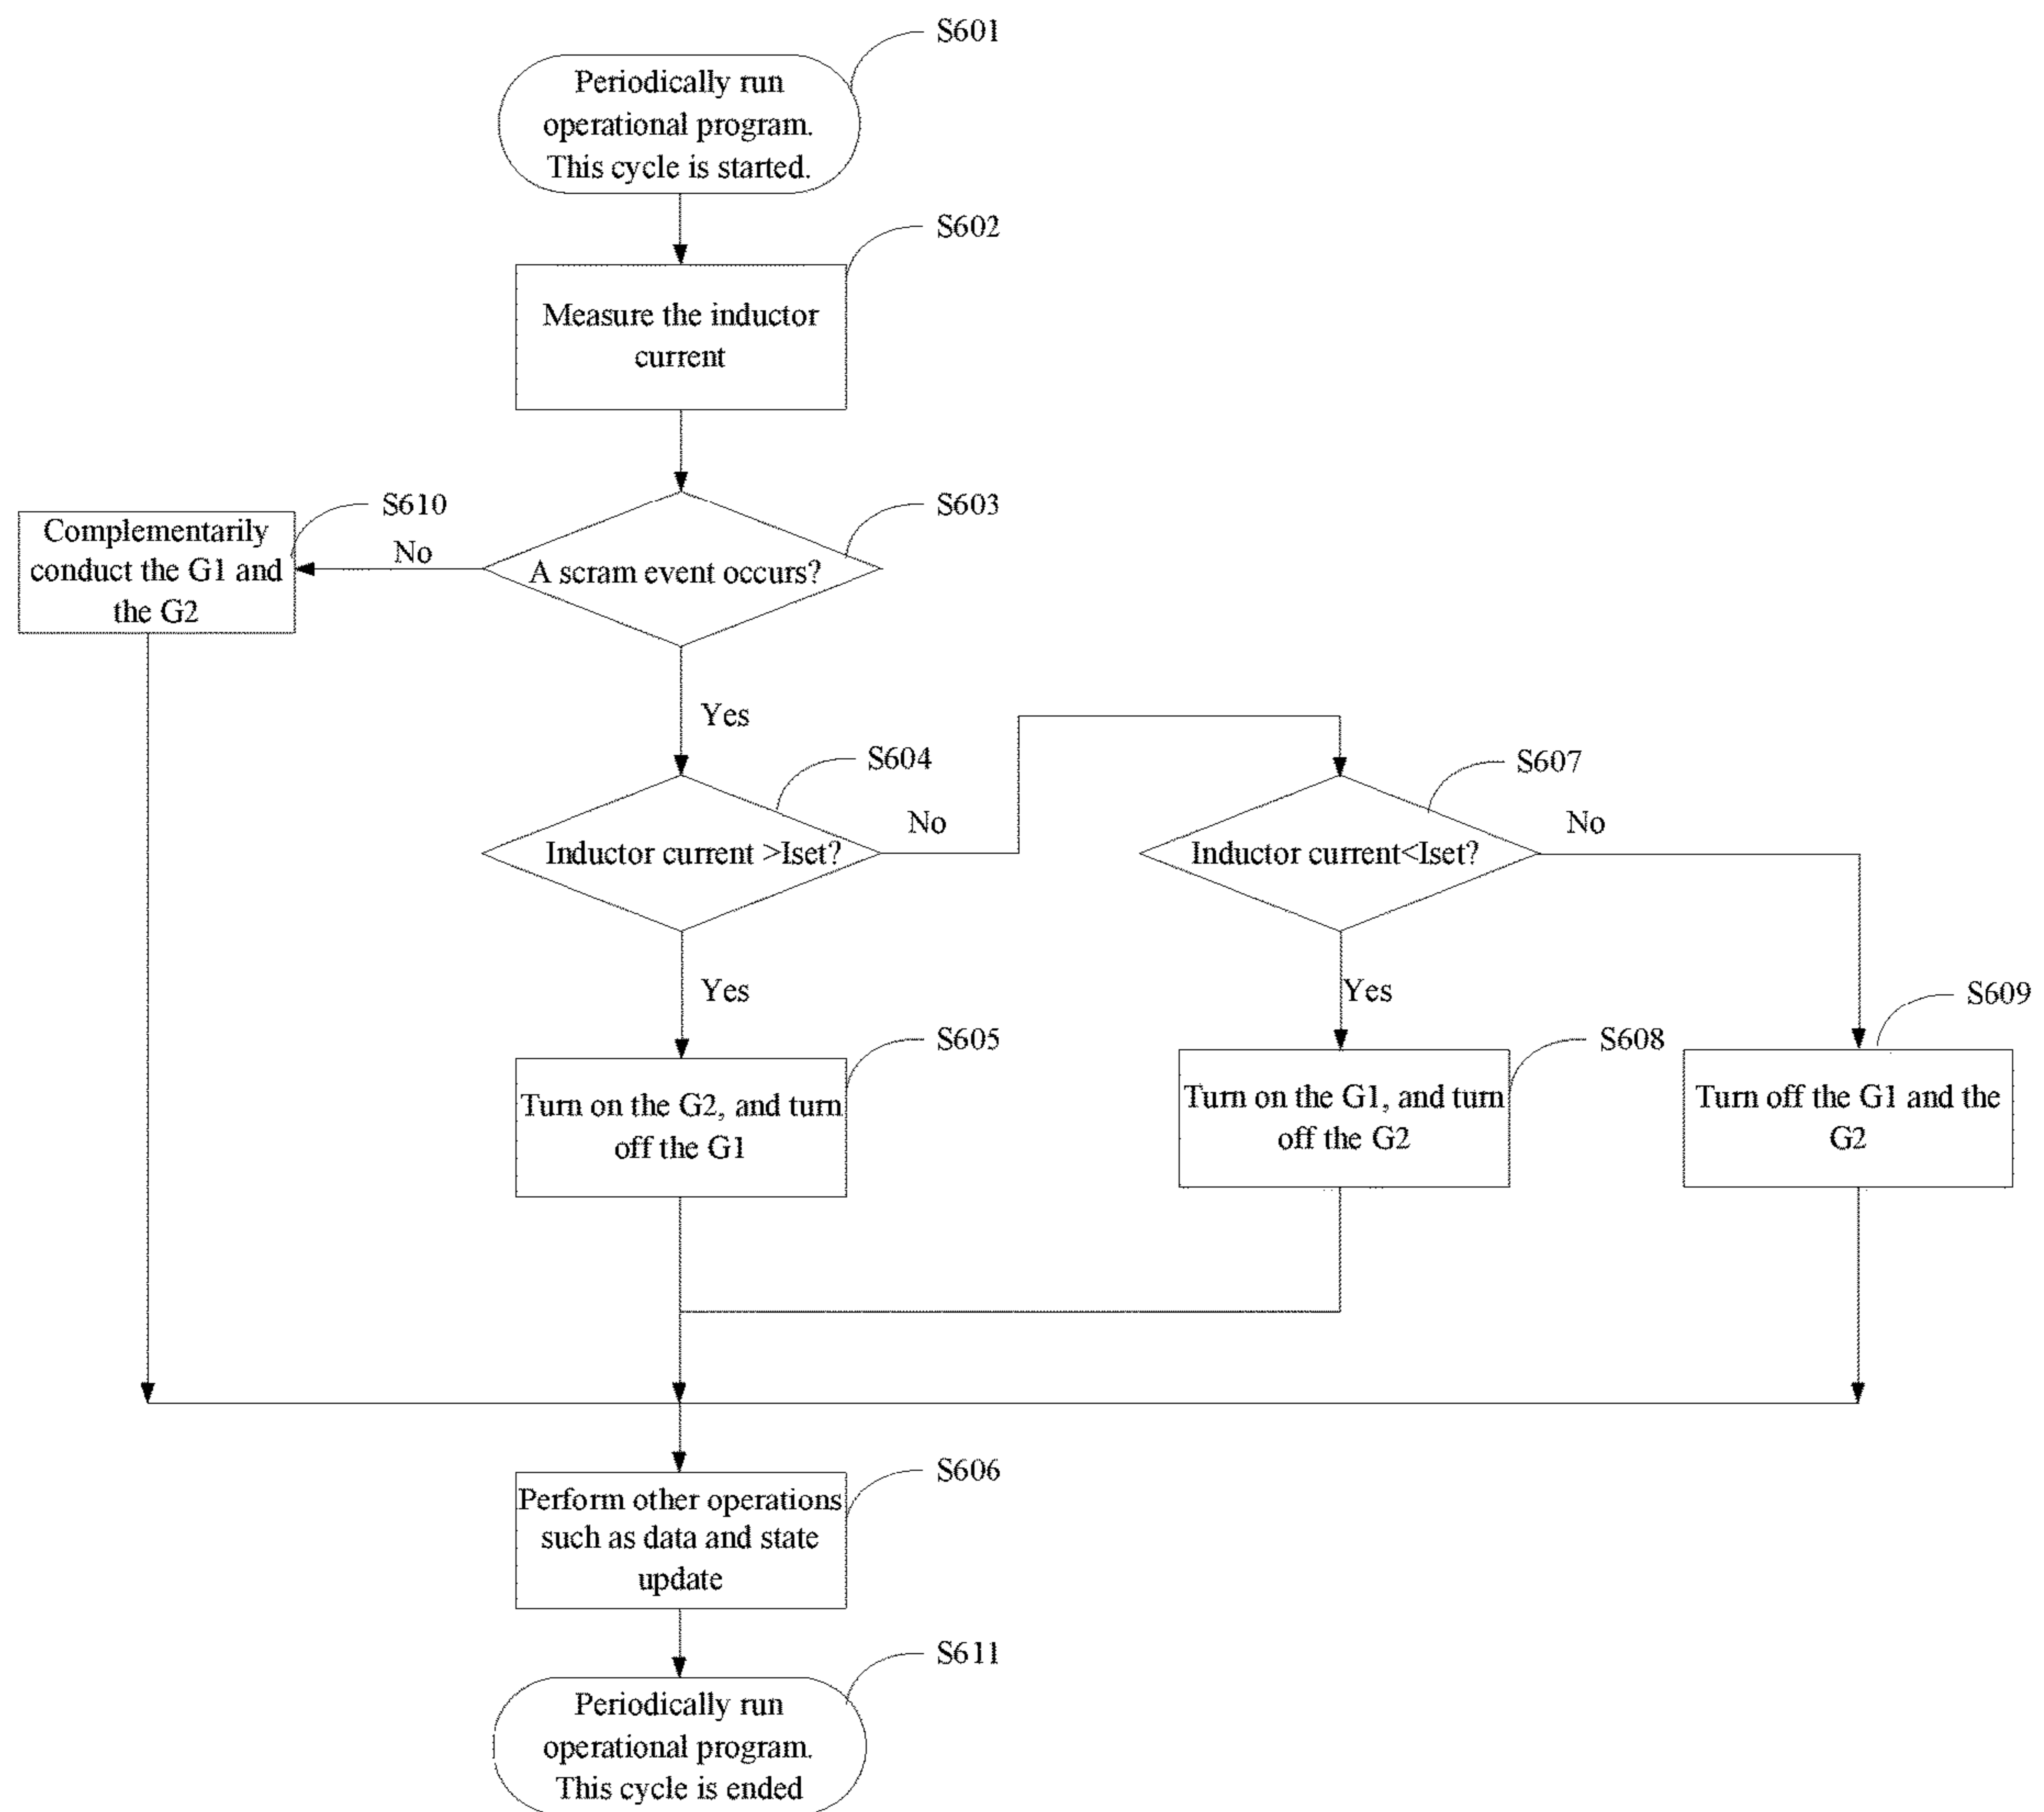 S601
Periodically run
operational program.
This cycle is started.
S602
Measure the inductor
current
S610
S603
Complementarily
conduct the G1 and
the G2
No
A scram event occurs?
Yes
S604
S607
No
No
Inductor current >Iset?
Inductor current<Iset?
Yes
Yes
S609
S605
S608
Turn on the G2, and turn
off the G1
Turn on the G1, and turn
off the G2
Turn off the G1 and the
G2
S606
Perform other operations
such as data and state
update
S611
Periodically run
operational program.
This cycle is ended